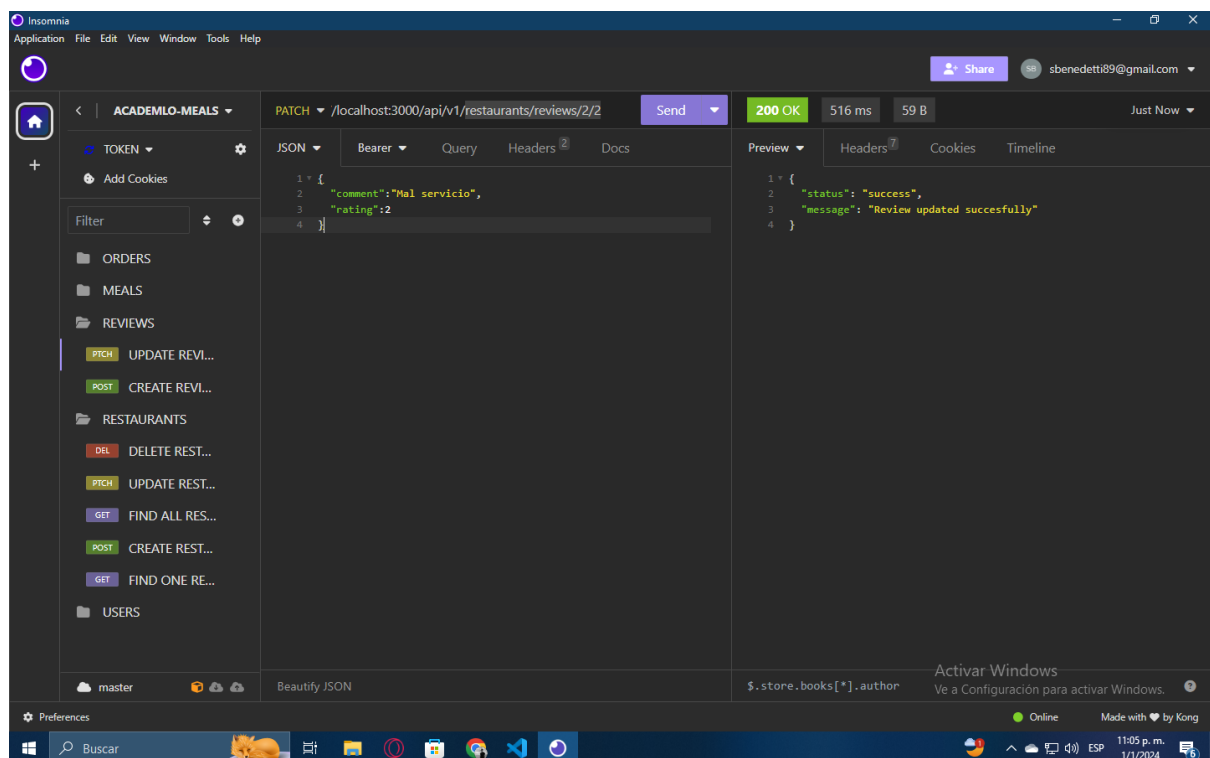 Insomnia
Application File Edit View Window Tools Help
Share SB sbenedetti89@gmail.com
ACADEMLO-MEALS
PATCH /localhost:3000/api/v1/restaurants/reviews/2/2 Send
200 OK 516 ms 59 B Just Now
TOKEN
JSON Bearer Query Headers 2 Docs
Preview Headers 7 Cookies Timeline
Add Cookies
Filter
1 {
2 "comment":"Mal servicio",
3 "rating":2
4 }
1 {
2 "status": "success",
3 "message": "Review updated succesfully"
4 }
ORDERS
MEALS
REVIEWS
PTCH UPDATE REVI...
POST CREATE REVI...
RESTAURANTS
DEL DELETE REST...
PTCH UPDATE REST...
GET FIND ALL RES...
POST CREATE REST...
GET FIND ONE RE...
USERS
Activar Windows
Ve a Configuración para activar Windows.
master
Beautify JSON
$.store.books[*].author
Preferences
Online Made with ♥ by Kong
Buscar
ESP
11:05 p. m.
1/1/2024
6